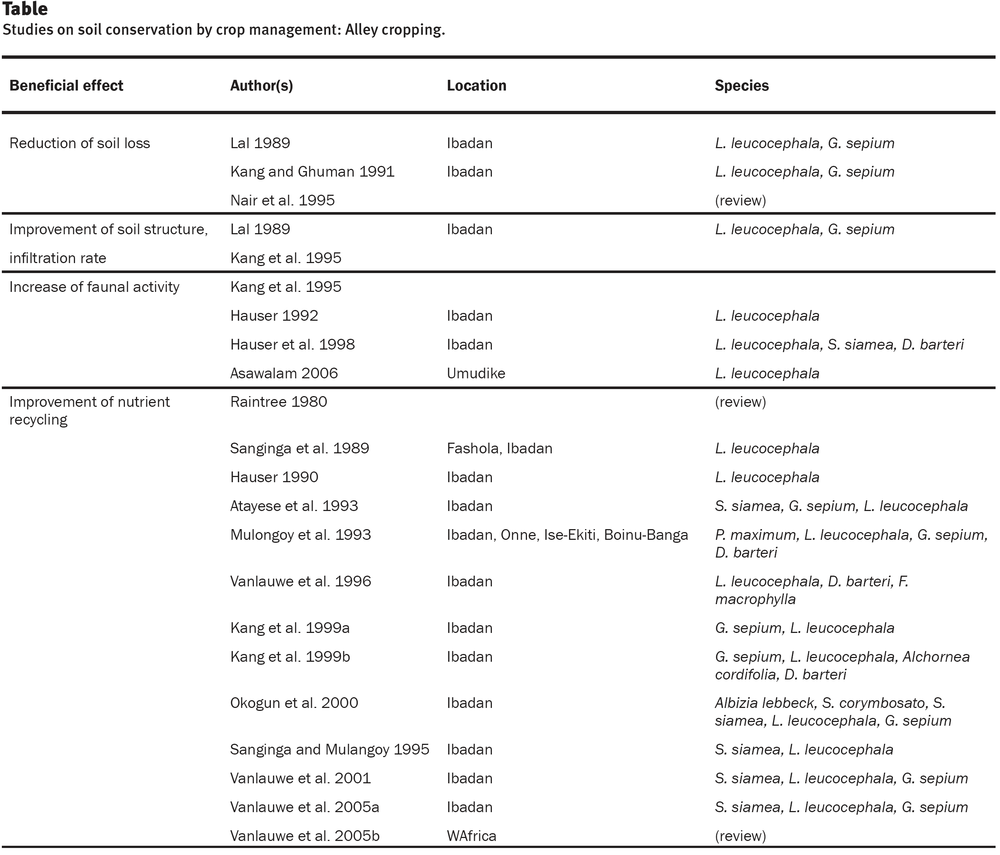 Table
Studies on soil conservation by crop management: Alley cropping.
Beneficial effect Author(s) Location Species
Reduction of soil loss Lal 1989 Ibadan L. leucocephala, G. sepium
Kang and Ghuman 1991 Ibadan L. leucocephala, G. sepium
Nair et al. 1995 (review)
Improvement of soil structure, Lal 1989 Ibadan L. leucocephala, G. sepium
infiltration rate Kang et al. 1995
Increase of faunal activity Kang et al. 1995
Hauser 1992 Ibadan L. leucocephala
Hauser et al. 1998 Ibadan L. leucocephala, S. siamea, D. barteri
Asawalam 2006 Umudike L. leucocephala
Improvement of nutrient Raintree 1980 (review)
recycling
Sanginga et al. 1989 Fashola, Ibadan L. leucocephala
Hauser 1990 Ibadan L. leucocephala
Atayese et al. 1993 Ibadan S. siamea, G. sepium, L. leucocephala
Mulongoy et al. 1993 Ibadan, Onne, Ise-Ekiti, Boinu-Banga P. maximum, L. leucocephala, G. sepium,
D. barteri
Vanlauwe et al. 1996 Ibadan L. leucocephala, D. barteri, F.
macrophylla
Kang et al. 1999a Ibadan G. sepium, L. leucocephala
Kang et al. 1999b Ibadan G. sepium, L. leucocephala, Alchornea
cordifolia, D. barteri
Okogun et al. 2000 Ibadan Albizia lebbeck, S. corymbosato, S.
siamea, L. leucocephala, G. sepium
Sanginga and Mulangoy 1995 Ibadan S. siamea, L. leucocephala
Vanlauwe et al. 2001 Ibadan S. siamea, L. leucocephala, G. sepium
Vanlauwe et al. 2005a Ibadan S. siamea, L. leucocephala, G. sepium
Vanlauwe et al. 2005b WAfrica (review)